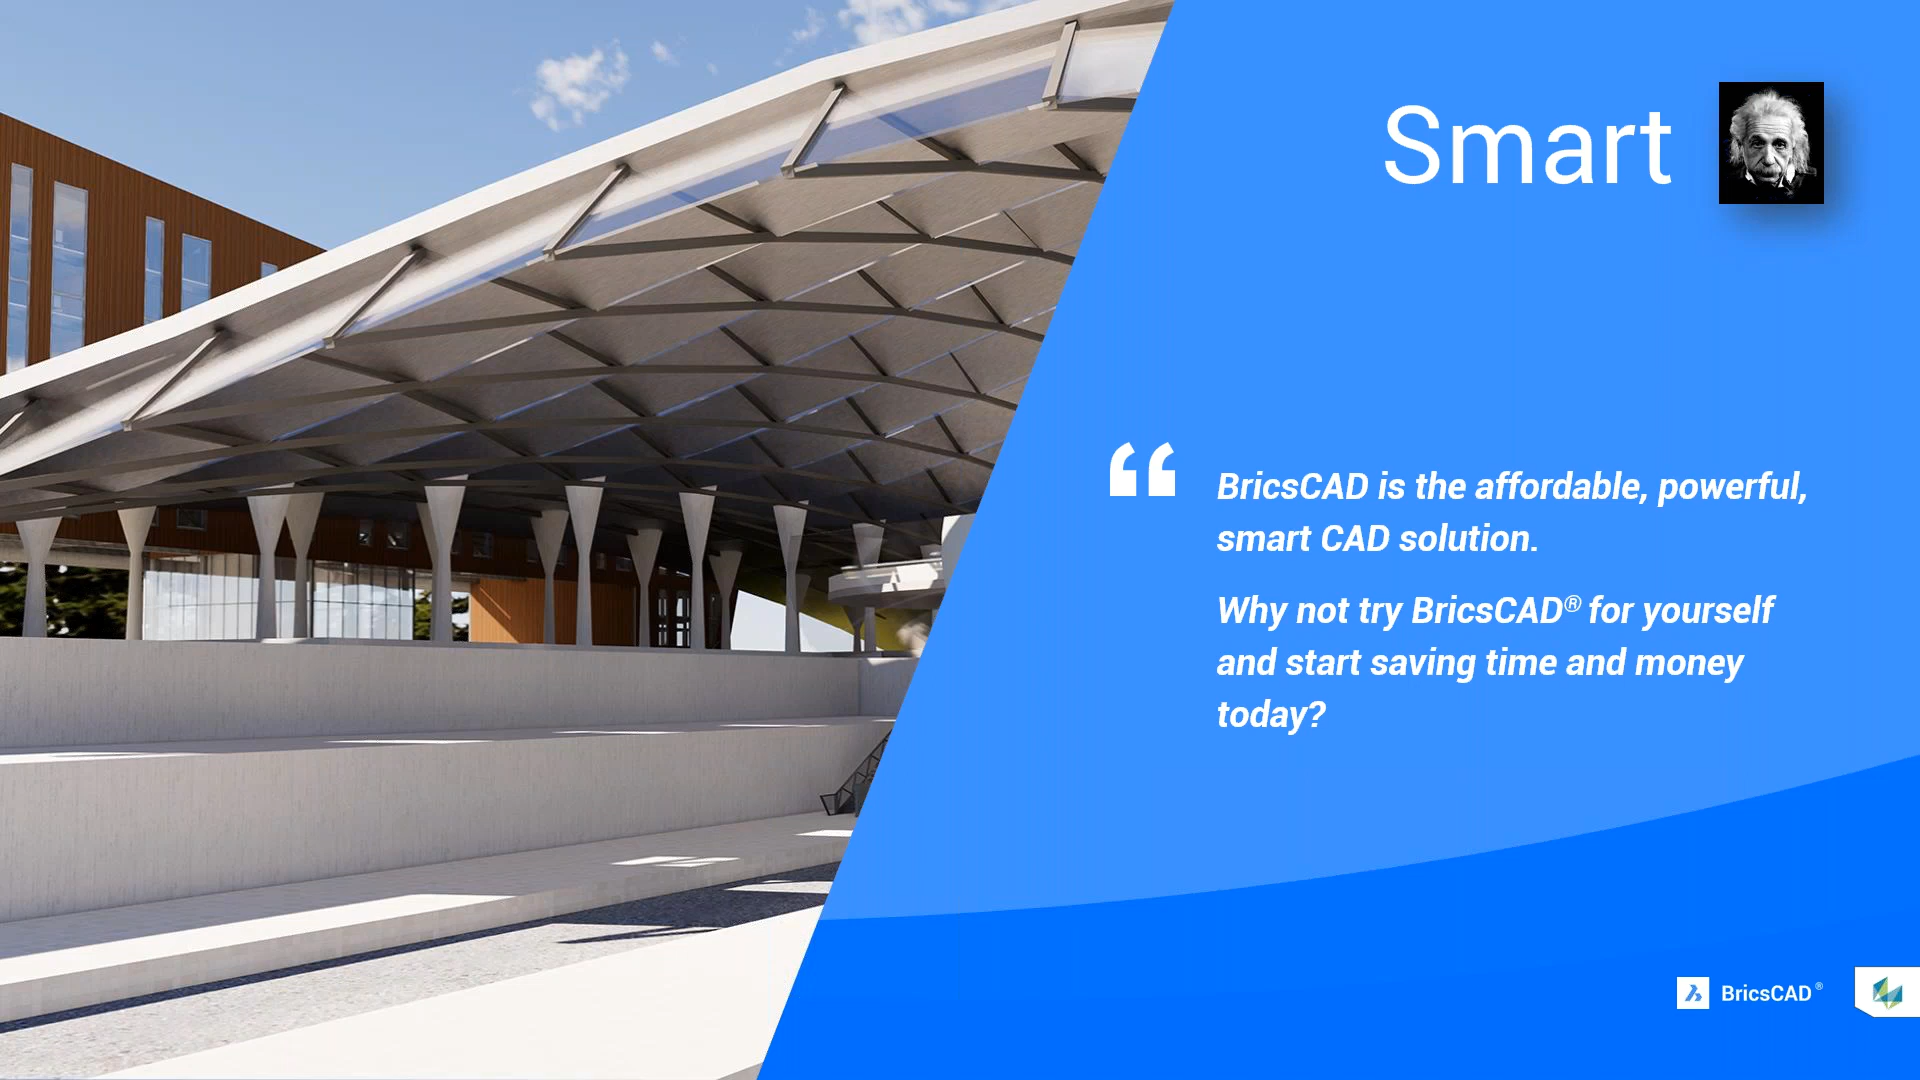 Smart
“ BricsCAD is the affordable, powerful,
smart CAD solution.
Why not try BricsCAD® for yourself
and start saving time and money
today?
BricsCAD®